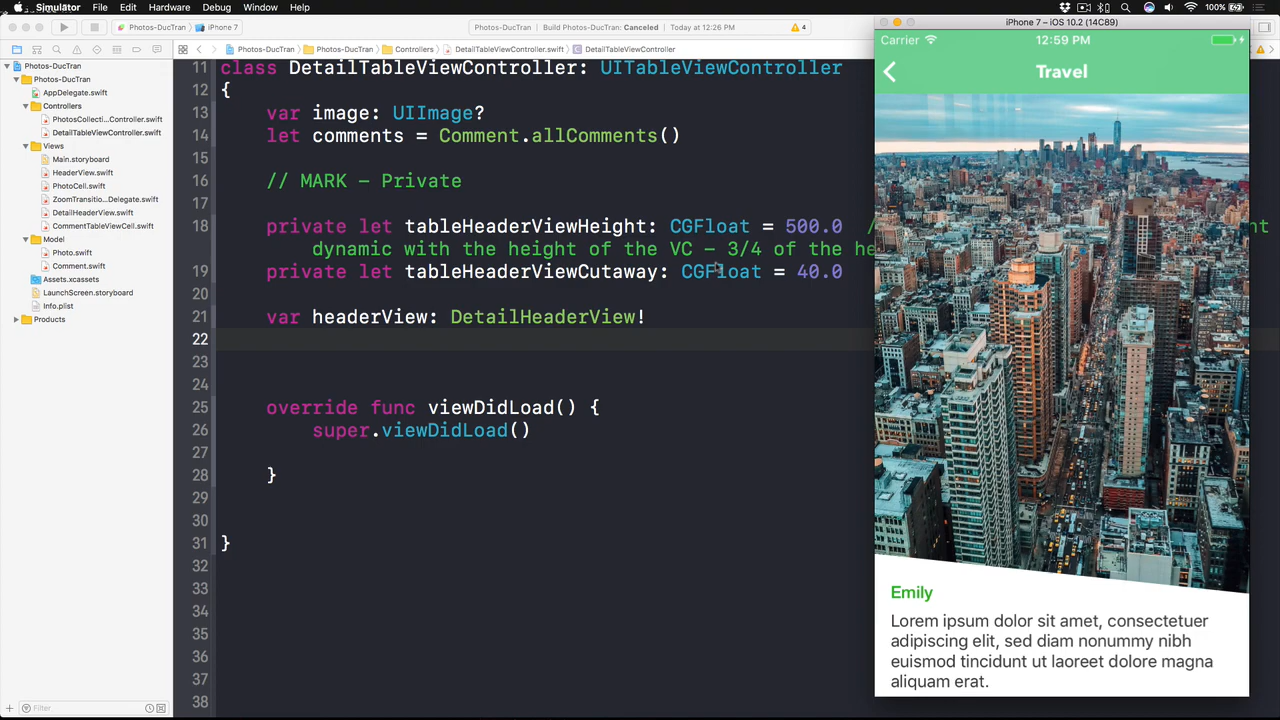 Simulator File Edit Hardware Debug Window Help
100%
Photos-DucTran iPhone 7
Photos-DucTran Build Photos-DucTran: Canceled Today at 12:26 PM 4
Photos-DucTran Photos-DucTran Controllers DetailTableViewController.swift DetailTableViewController
Photos-DucTran
Photos-DucTran
AppDelegate.swift
Controllers
PhotosCollecti...Controller.swift
DetailTableViewController.swift
Views
Main.storyboard
HeaderView.swift
PhotoCell.swift
ZoomTransition...Delegate.swift
DetailHeaderView.swift
CommentTableViewCell.swift
Model
Photo.swift
Comment.swift
Assets.xcassets
LaunchScreen.storyboard
Info.plist
Products
Filter
11 class DetailTableViewController: UITableViewController
12 {
13 var image: UIImage?
14 let comments = Comment.allComments()
15
16 // MARK - Private
17
18 private let tableHeaderViewHeight: CGFloat = 500.0
dynamic with the height of the VC - 3/4 of the
19 private let tableHeaderViewCutaway: CGFloat = 40.0
20
21 var headerView: DetailHeaderView!
22
23
24
25 override func viewDidLoad() {
26 super.viewDidLoad()
27
28 }
29
30
31 }
32
33
34
35
36
37
38
iPhone 7 – iOS 10.2 (14C89)
Carrier 12:59 PM
Travel
Emily
Lorem ipsum dolor sit amet, consectetuer
adipiscing elit, sed diam nonummy nibh
euismod tincidunt ut laoreet dolore magna
aliquam erat.